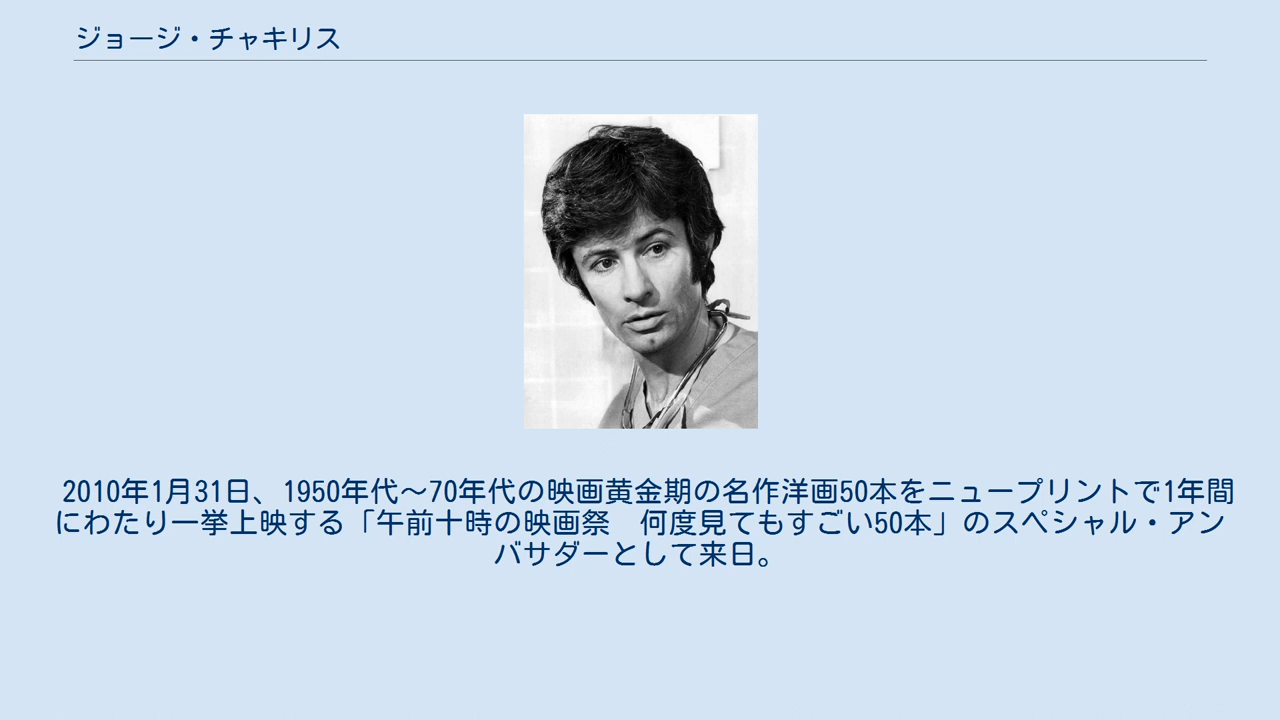 ジョージ・チャキリス
2010年1月31日、1950年代〜70年代の映画黄金期の名作洋画50本をニュープリントで1年間
にわたり一挙上映する「午前十時の映画祭　何度見てもすごい50本」のスペシャル・アン
バサダーとして来日。